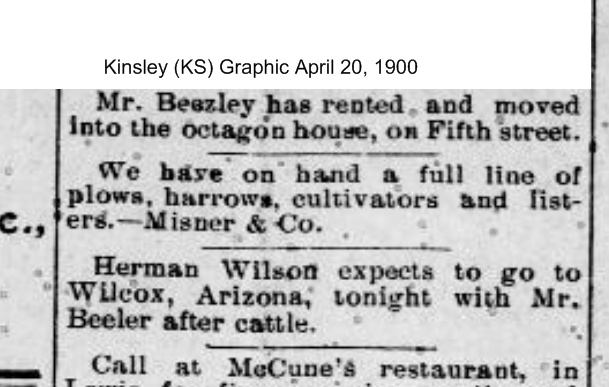 Kinsley (KS) Graphic April 20, 1900
Mr. Beezley has rented and moved
into the octagon house, on Fifth street.
We have on hand a full line of
plows, harrows, cultivators and list-
ers.—Misner & Co.
c.,
Herman Wilson expects to go to
Wilcox, Arizona, tonight with Mr.
Beeler after cattle.
Call at McCune's restaurant, in